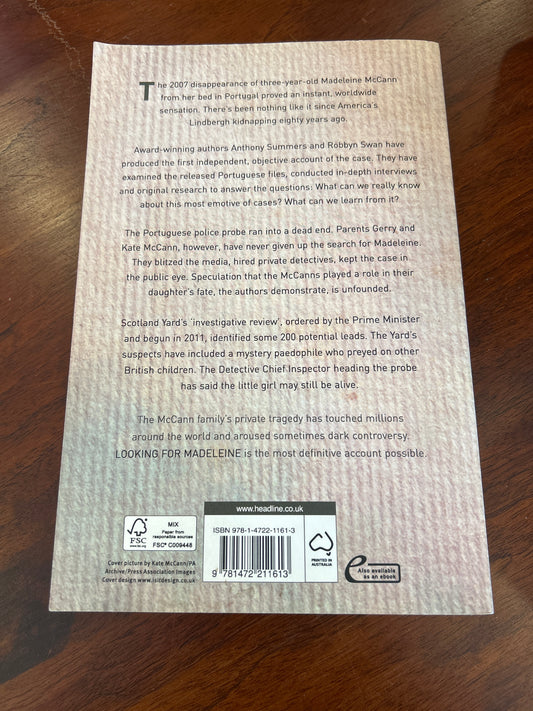 The 2007 disappearance of three-year-old Madeleine McCann
from her bed in Portugal proved an instant, worldwide
sensation. There's been nothing like it since America's
Lindbergh kidnapping eighty years ago.
Award-winning authors Anthony Summers and Robbyn Swan have
produced the first independent, objective account of the case. They have
examined the released Portuguese files, conducted in-depth interviews
and original research to answer the questions: What can we really know
about this most emotive of cases? What can we learn from it?
The Portuguese police probe ran into a dead end. Parents Gerry and
Kate McCann, however, have never given up the search for Madeleine.
They blitzed the media, hired private detectives, kept the case in
the public eye. Speculation that the McCanns played a role in their
daughter's fate, the authors demonstrate, is unfounded.
Scotland Yard's 'investigative review', ordered by the Prime Minister
and begun in 2011, identified some 200 potential leads. The Yard's
suspects have included a mystery paedophile who preyed on other
British children. The Detective Chief Inspector heading the probe
has said the little girl may still be alive.
The McCann family's private tragedy has touched millions
around the world and aroused sometimes dark controversy.
LOOKING FOR MADELEINE is the most definitive account possible.
www.headline.co.uk
ISBN 978-1-4722-1161-3
9 781472 211613
FSC
www.fsc.org
MIX
Paper from
responsible sources
FSC® C009448
PRINTED IN
AUSTRALIA
e
Also available
as an ebook
Cover picture by Kate McCann/PA
Archive/Press Association Images
Cover design www.isitdesign.co.uk